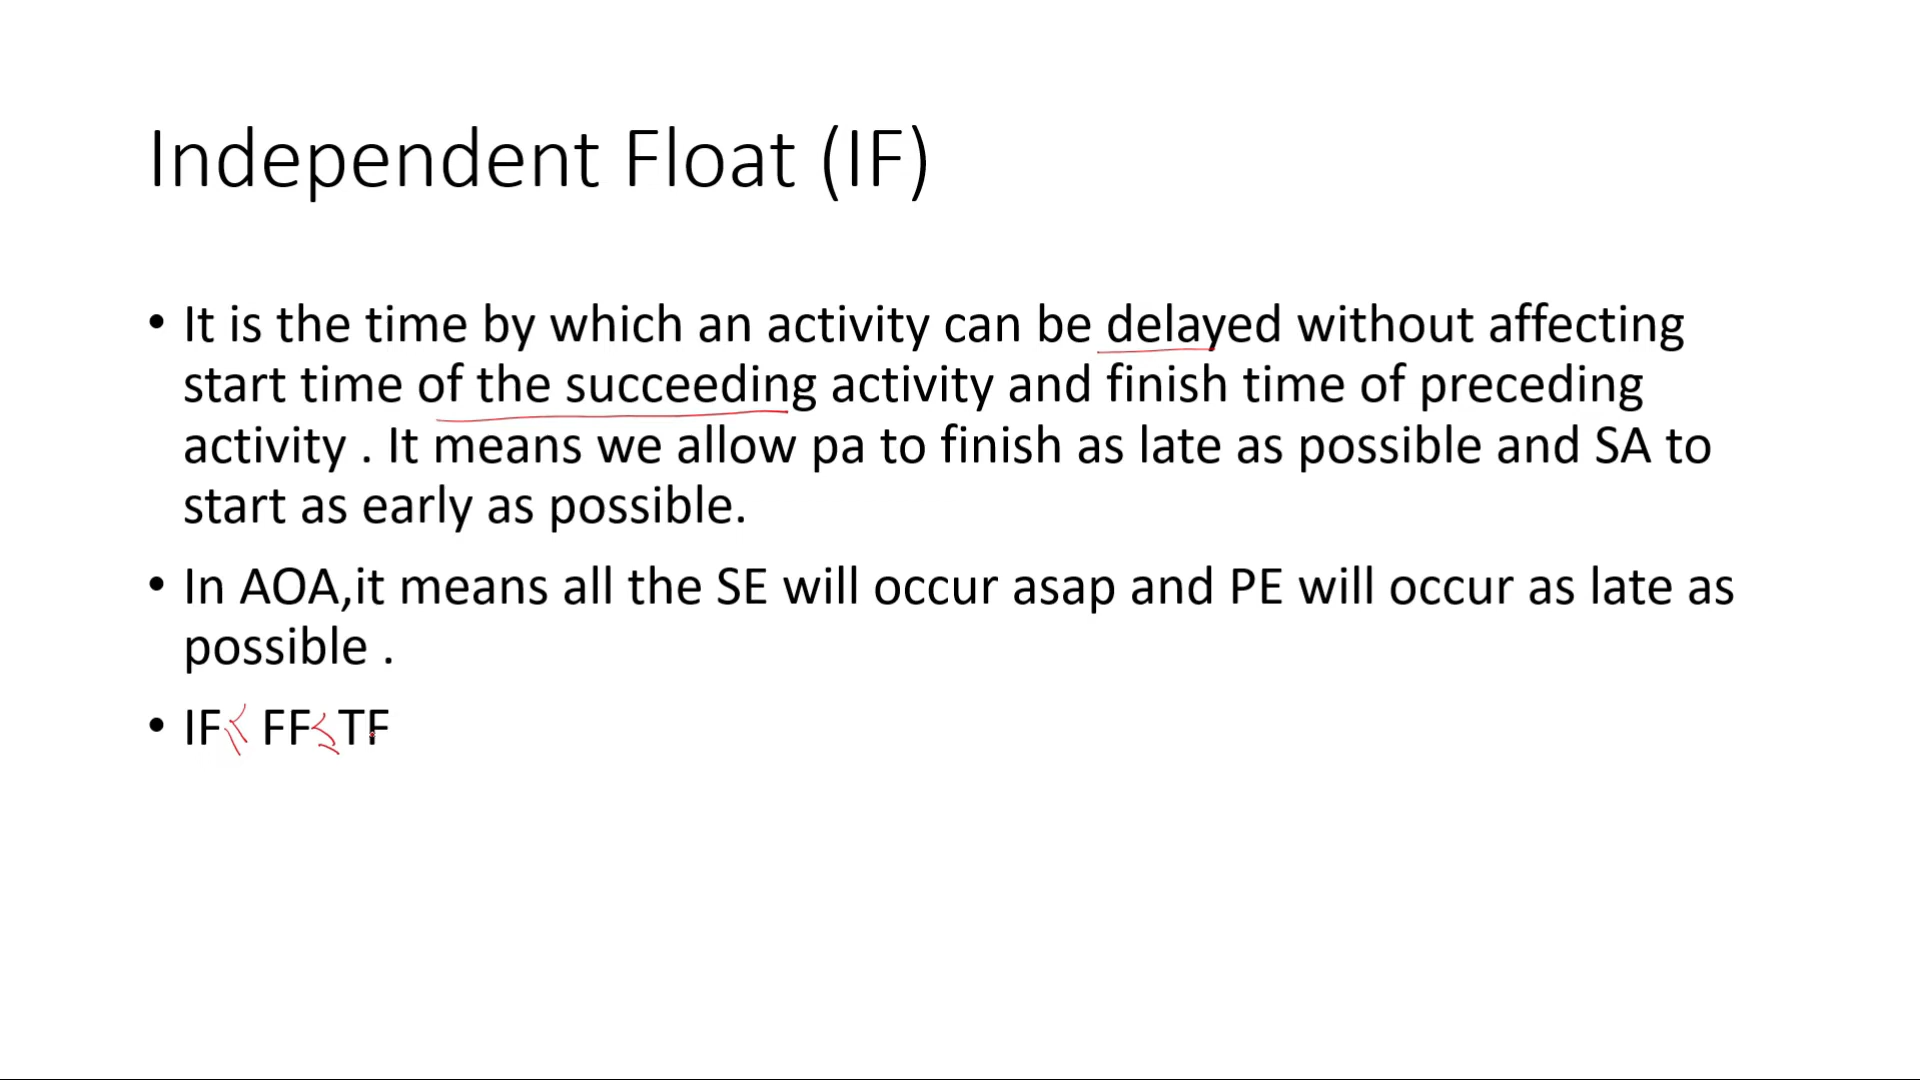 Independent Float (IF)
• It is the time by which an activity can be delayed without affecting
start time of the succeeding activity and finish time of preceding
activity . It means we allow pa to finish as late as possible and SA to
start as early as possible.
• In AOA,it means all the SE will occur asap and PE will occur as late as
possible .
• IF≤ FF≤TF